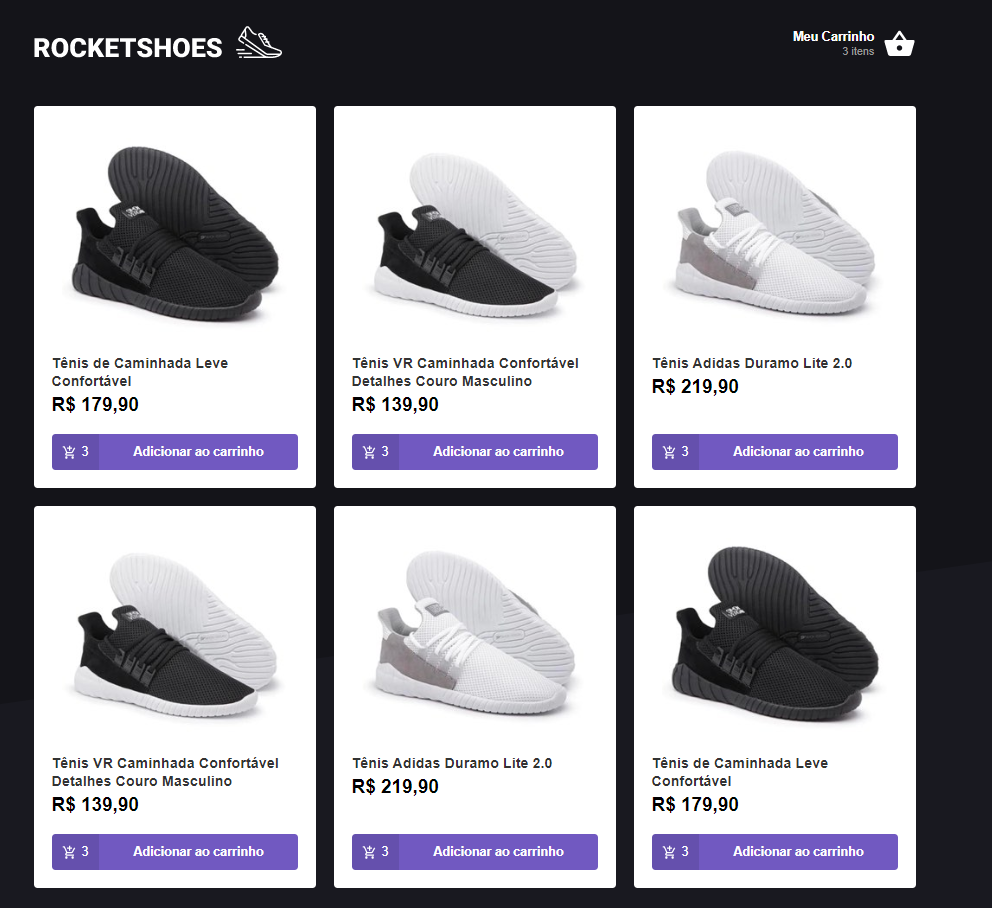 ROCKETSHOES
Meu Carrinho
3 itens
Tênis de Caminhada Leve
Confortável
R$ 179,90
3 Adicionar ao carrinho
Tênis VR Caminhada Confortável
Detalhes Couro Masculino
R$ 139,90
3 Adicionar ao carrinho
Tênis Adidas Duramo Lite 2.0
R$ 219,90
3 Adicionar ao carrinho
Tênis VR Caminhada Confortável
Detalhes Couro Masculino
R$ 139,90
3 Adicionar ao carrinho
Tênis Adidas Duramo Lite 2.0
R$ 219,90
3 Adicionar ao carrinho
Tênis de Caminhada Leve
Confortável
R$ 179,90
3 Adicionar ao carrinho